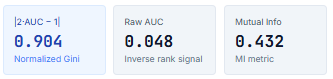 |2·AUC − 1|
0.904
Normalized Gini
Raw AUC
0.048
Inverse rank signal
Mutual Info
0.432
MI metric